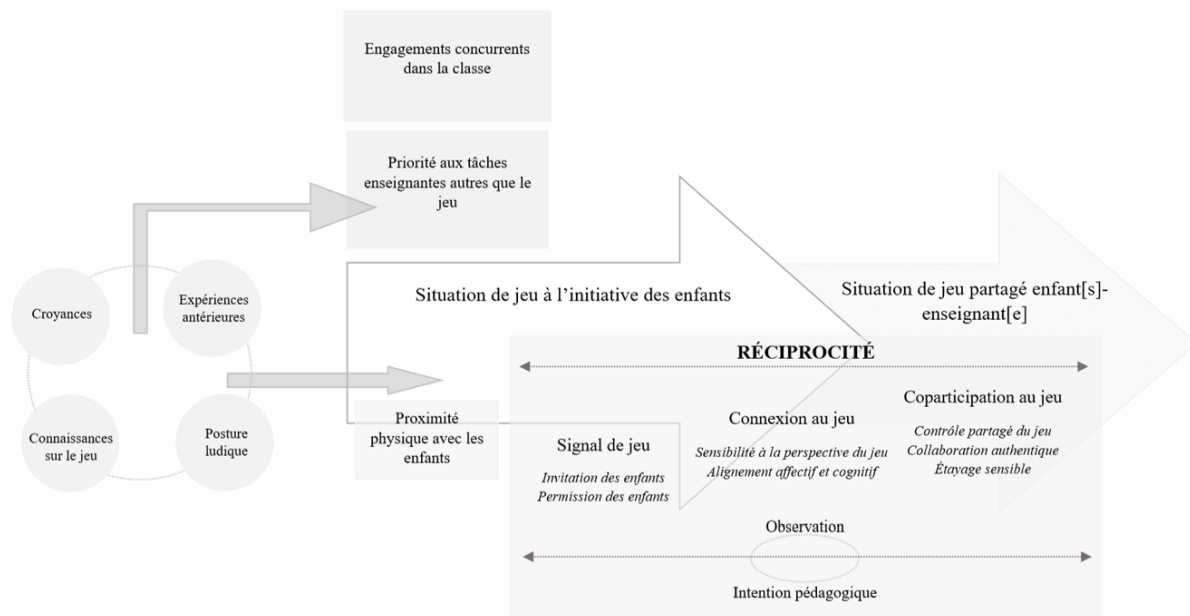 Engagements concurrents
dans la classe
Priorité aux tâches
enseignantes autres que le
jeu
Croyances
Expériences
antérieures
Connaissances
sur le jeu
Posture
ludique
Situation de jeu à l’initiative des enfants
Situation de jeu partagé enfant[s]-
enseignant[e]
RÉCIPROCITÉ
Proximité
physique avec les
enfants
Signal de jeu
Invitation des enfants
Permission des enfants
Connexion au jeu
Sensibilité à la perspective du jeu
Alignement affectif et cognitif
Coparticipation au jeu
Contrôle partagé du jeu
Collaboration authentique
Étayage sensible
Observation
Intention pédagogique